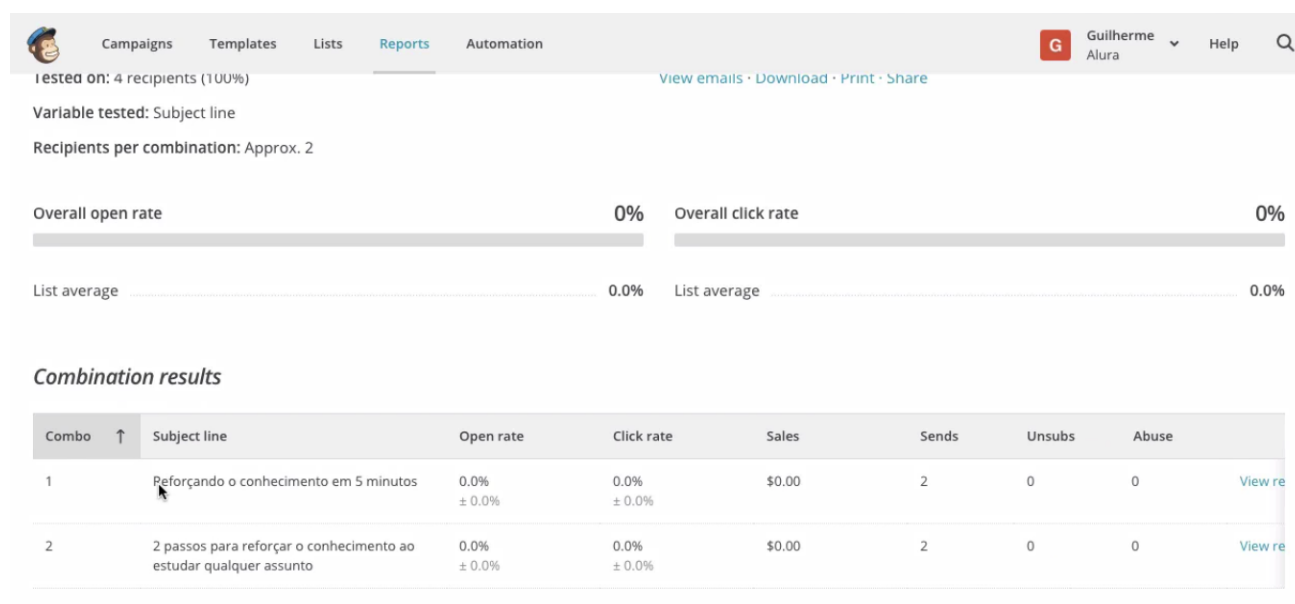 Campaigns Templates Lists Reports Automation
G Guilherme Help
Alura
Tested on: 4 recipients (100%)
View emails · Download · Print · Share
Variable tested: Subject line
Recipients per combination: Approx. 2
Overall open rate 0% Overall click rate 0%
List average 0.0% List average 0.0%
Combination results
Combo ↑ Subject line Open rate Click rate Sales Sends Unsubs Abuse
1 Reforçando o conhecimento em 5 minutos 0.0% 0.0% $0.00 2 0 0 View re
± 0.0% ± 0.0%
2 2 passos para reforçar o conhecimento ao 0.0% 0.0% $0.00 2 0 0 View re
estudar qualquer assunto ± 0.0% ± 0.0%